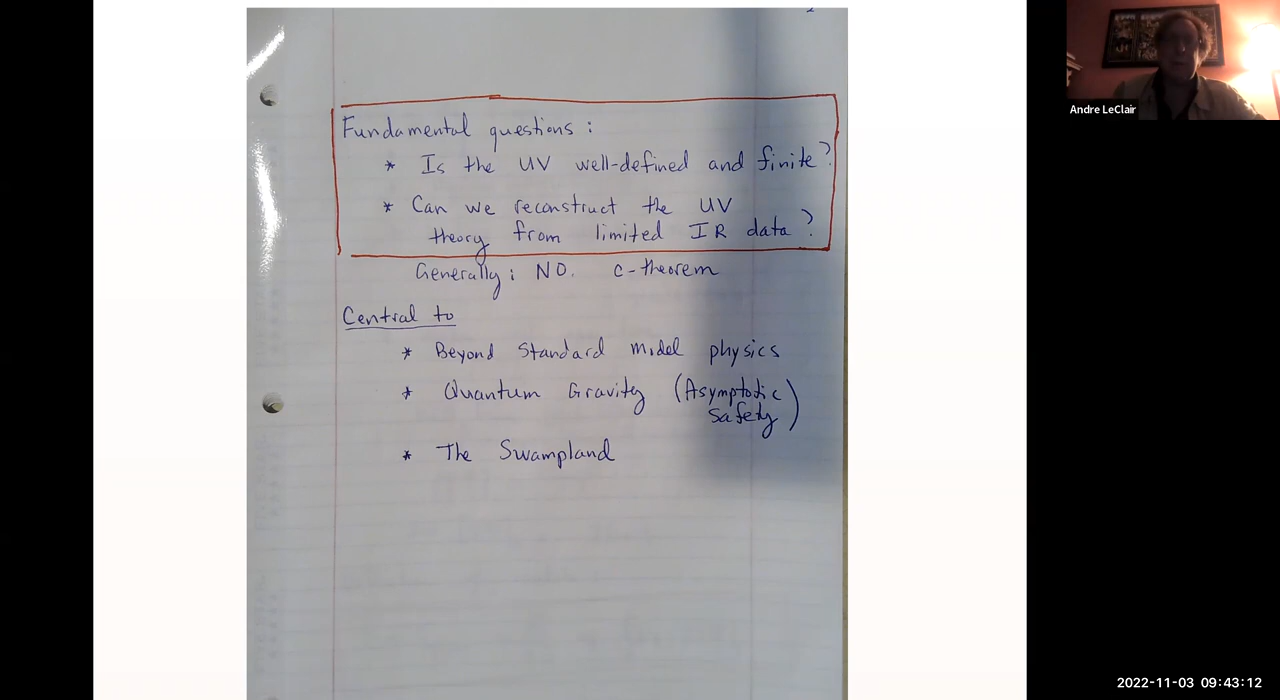 Fundamental questions :
* Is the UV well-defined and finite?
* Can we reconstruct the UV
theory from limited IR data?
Generally: NO. c-theorem
Central to
* Beyond Standard model physics
* Quantum Gravity (Asymptotic
Safety)
* The Swampland
Andre LeClair
2022-11-03 09:43:12